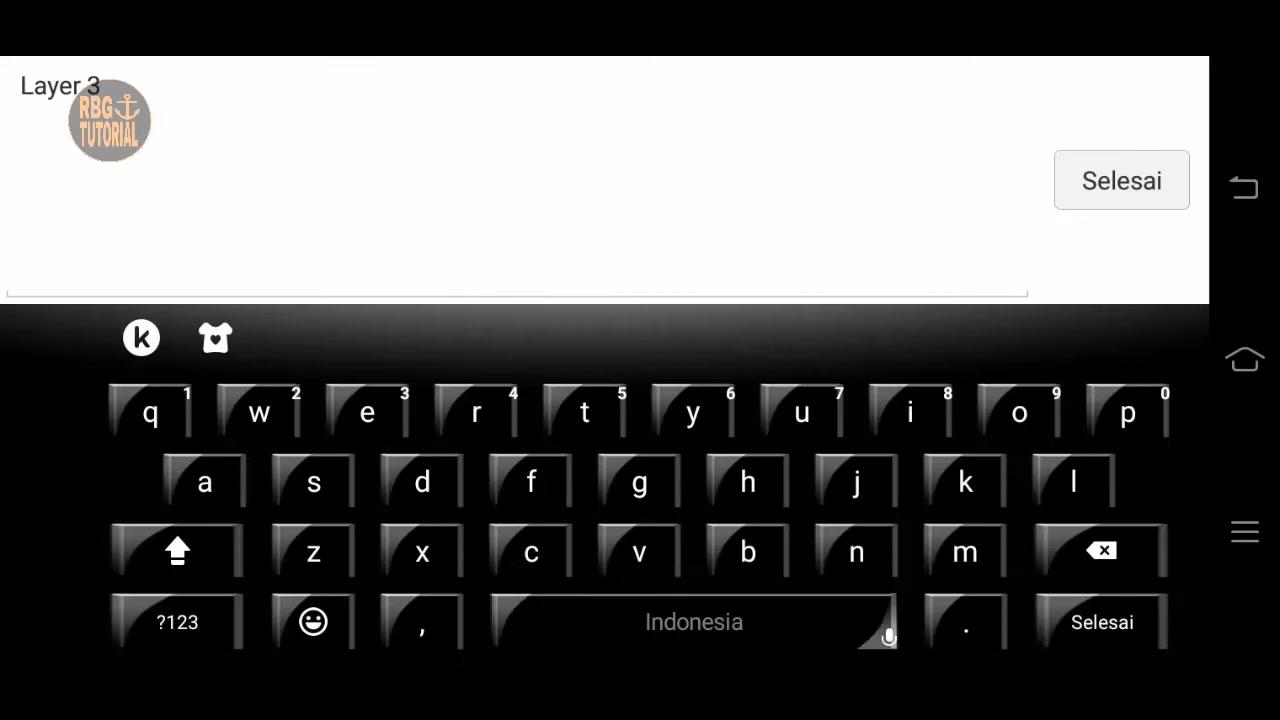 Layer 3
RBG
TUTORIAL
Selesai
k
q 1 w 2 e 3 r 4 t 5 y 6 u 7 i 8 o 9 p 0
a s d f g h j k l
z x c v b n m
?123 , Indonesia . Selesai